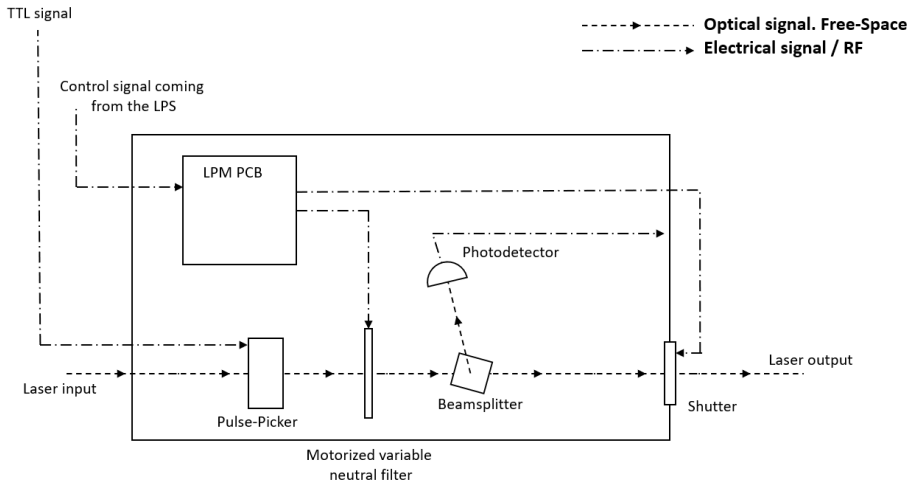 TTL signal
Optical signal. Free-Space
Electrical signal / RF
Control signal coming
from the LPS
LPM PCB
Photodetector
Laser input
Laser output
Beamsplitter
Shutter
Pulse-Picker
Motorized variable
neutral filter